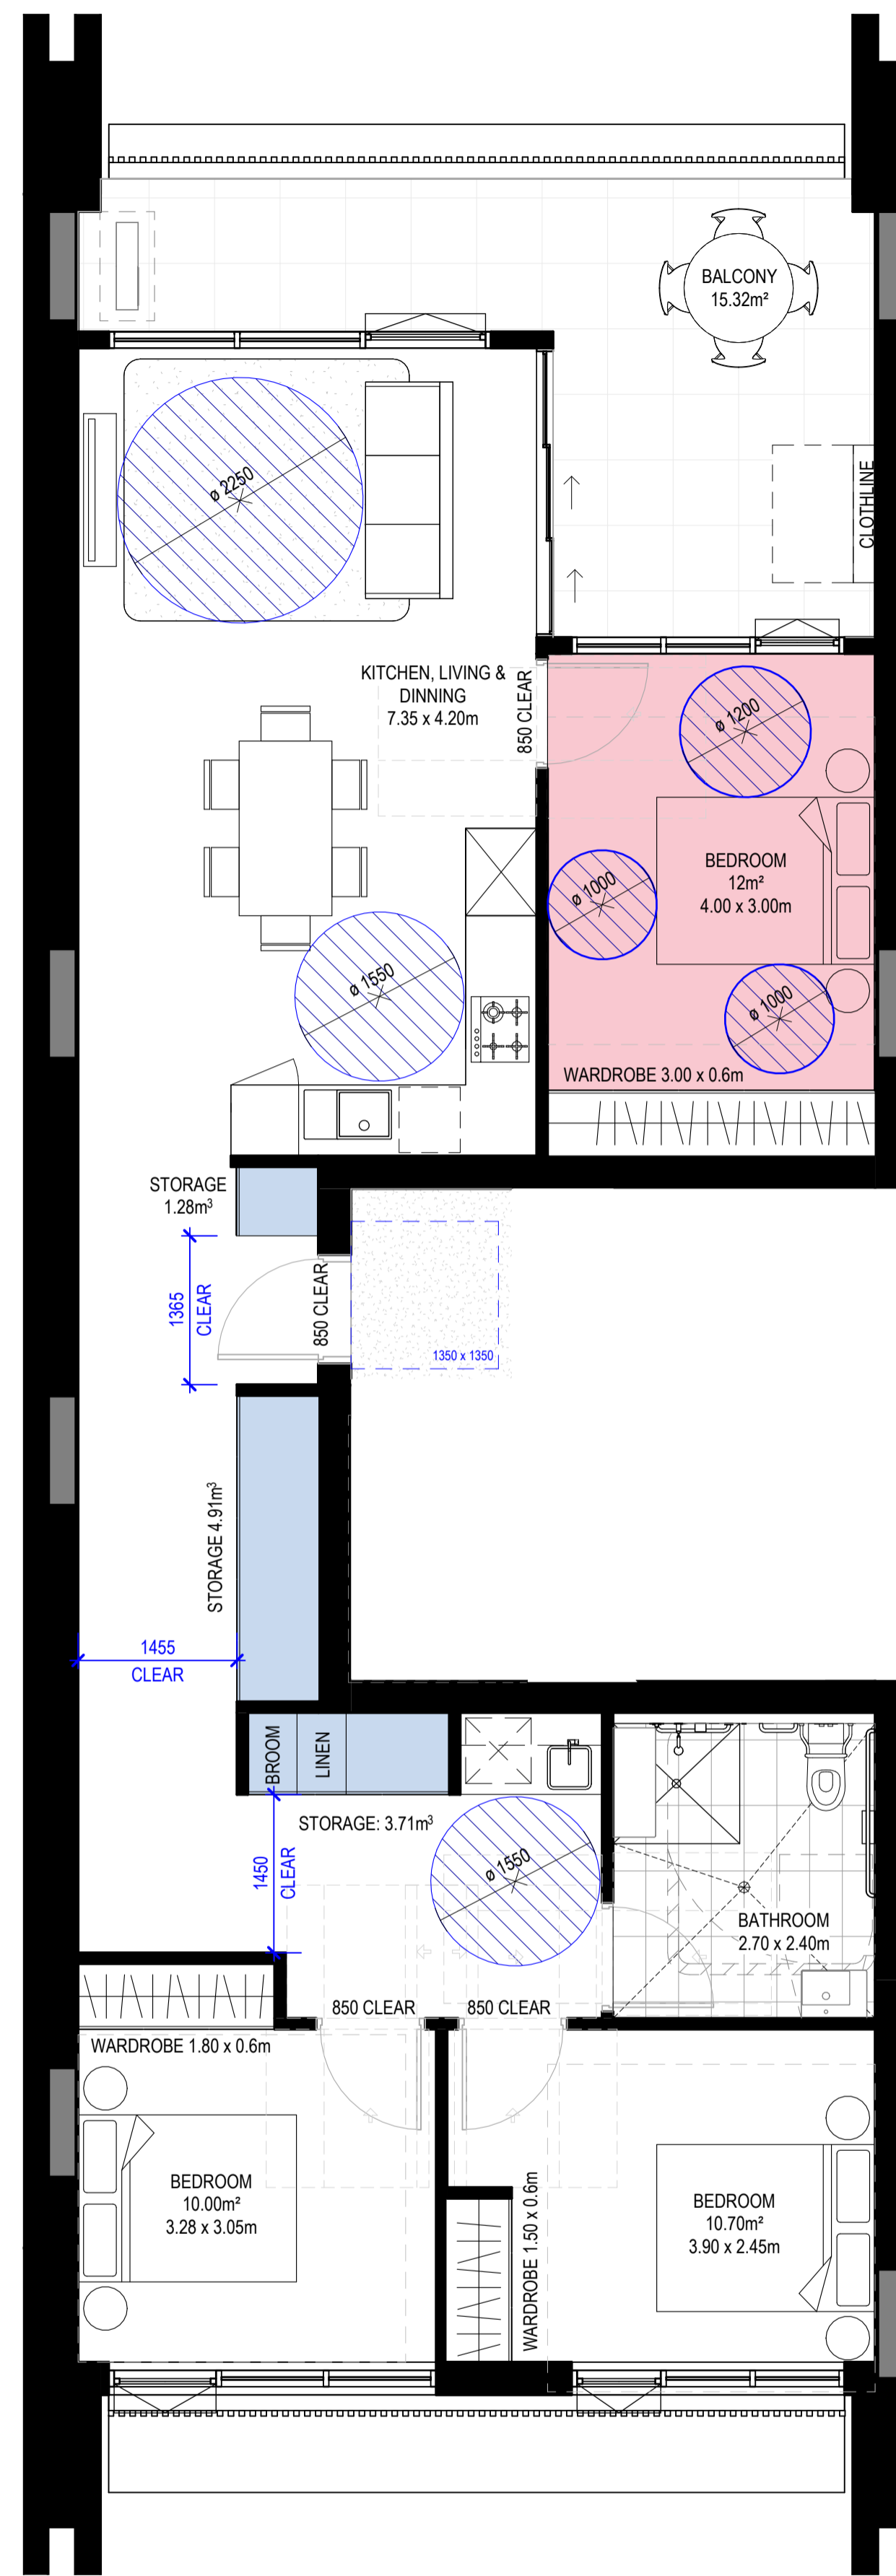 BALCONY
15.32m²
CLOTHLINE
ø 2250
KITCHEN, LIVING &
DINNING
7.35 x 4.20m
850 CLEAR
ø 1200
BEDROOM
12m²
4.00 x 3.00m
ø 1000
ø 1000
ø 1550
WARDROBE 3.00 x 0.6m
STORAGE
1.28m³
1365
CLEAR
850 CLEAR
1350 x 1350
STORAGE 4.91m³
1455
CLEAR
BROOM
LINEN
STORAGE: 3.71m³
1450
CLEAR
ø 1550
BATHROOM
2.70 x 2.40m
850 CLEAR
850 CLEAR
WARDROBE 1.80 x 0.6m
BEDROOM
10.00m²
3.28 x 3.05m
WARDROBE 1.50 x 0.6m
BEDROOM
10.70m²
3.90 x 2.45m